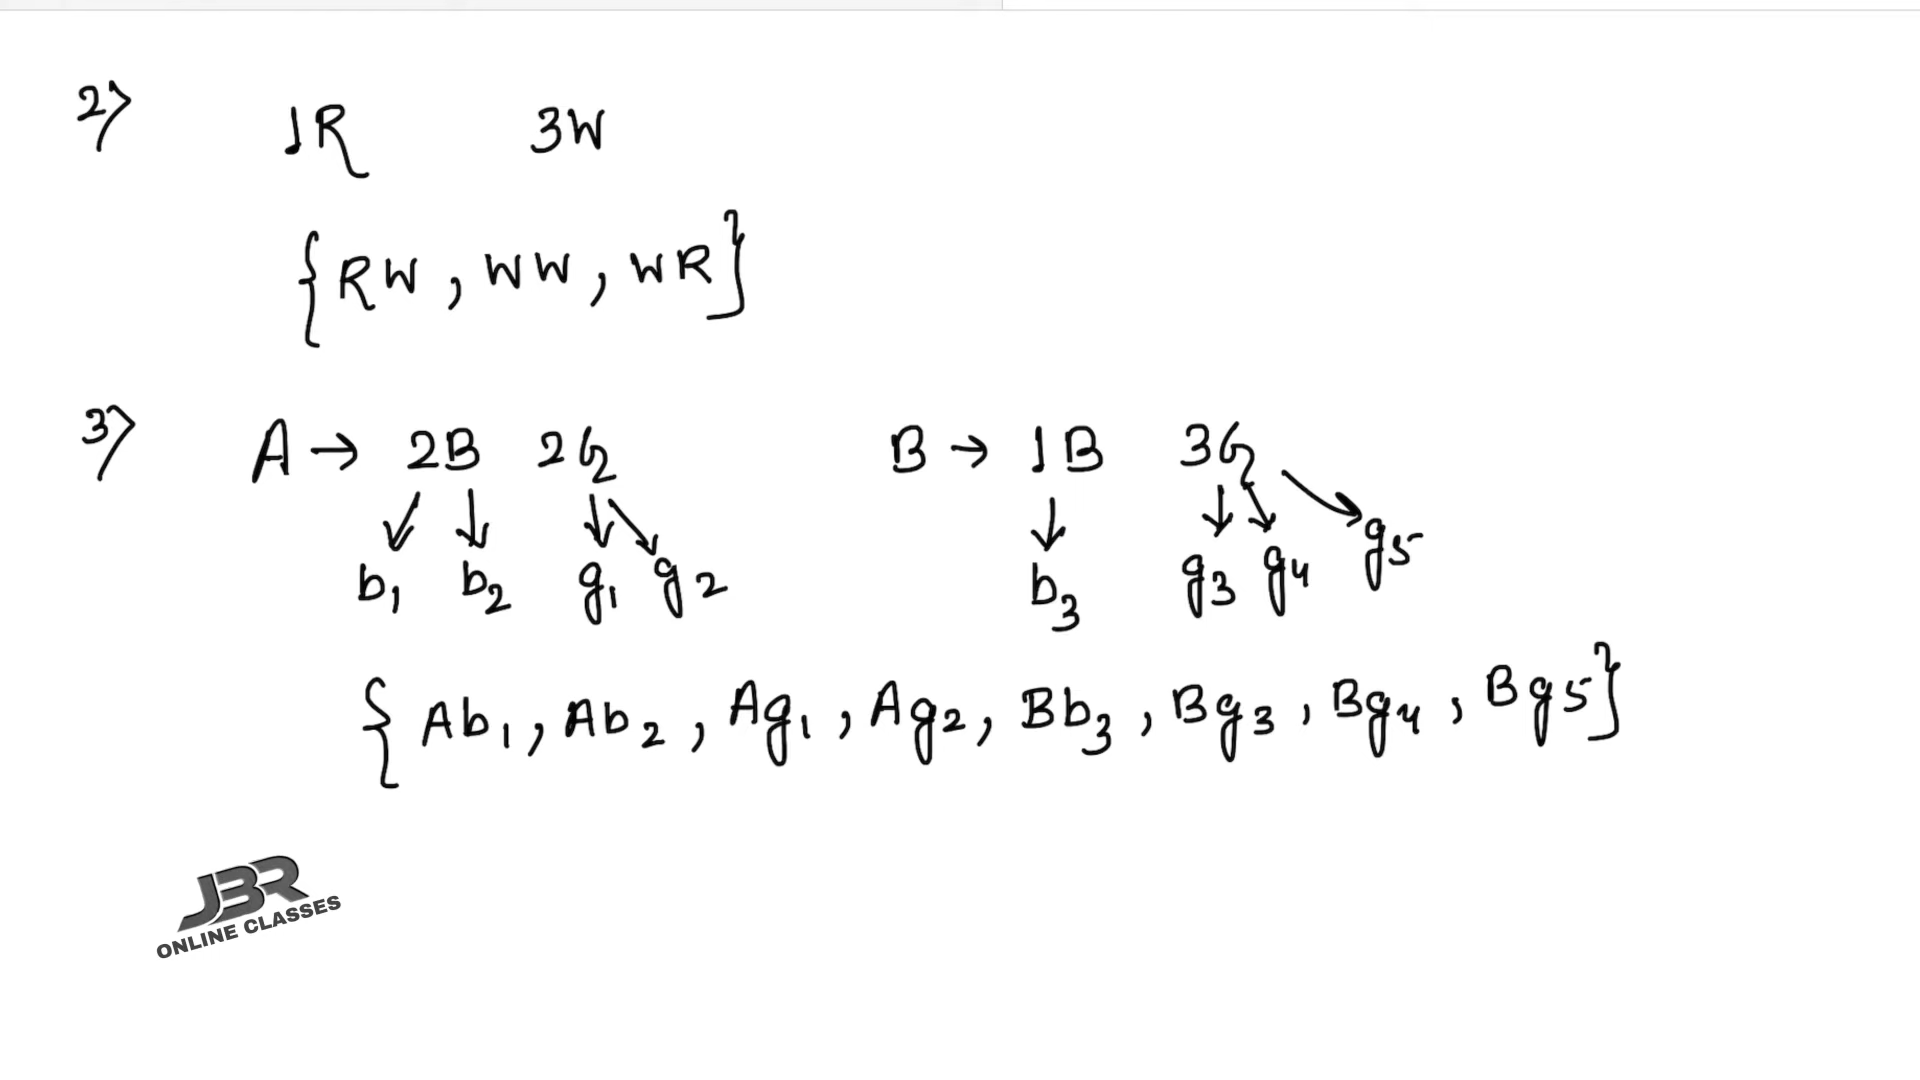 2) 1R 3W
{RW, WW, WR}
3) A → 2B 2G B → 1B 3G
b₁ b₂ g₁ g₂ b₃ g₃ g₄ g₅
{Ab₁, Ab₂, Ag₁, Ag₂, Bb₃, Bg₃, Bg₄, Bg₅}
JBR
ONLINE CLASSES